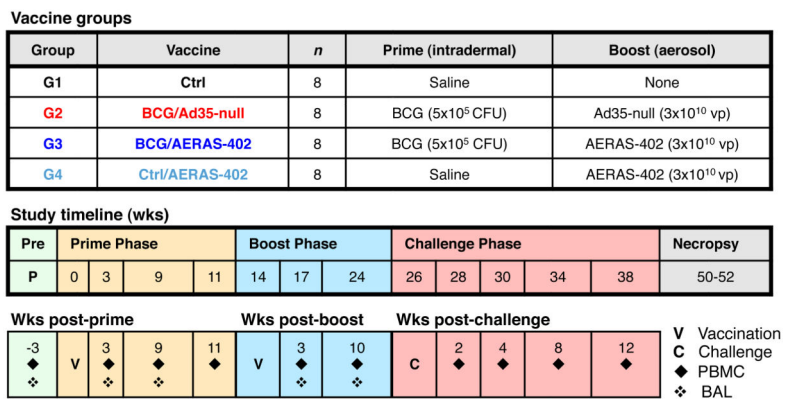 Vaccine groups
Group Vaccine n Prime (intradermal) Boost (aerosol)
G1 Ctrl 8 Saline None
G2 BCG/Ad35-null 8 BCG (5x10⁵ CFU) Ad35-null (3x10¹⁰ vp)
G3 BCG/AERAS-402 8 BCG (5x10⁵ CFU) AERAS-402 (3x10¹⁰ vp)
G4 Ctrl/AERAS-402 8 Saline AERAS-402 (3x10¹⁰ vp)
Study timeline (wks)
Pre Prime Phase Boost Phase Challenge Phase Necropsy
P 0 3 9 11 14 17 24 26 28 30 34 38 50-52
Wks post-prime Wks post-boost Wks post-challenge
-3 3 9 11 3 10 2 4 8 12
V V C
V Vaccination
C Challenge
PBMC
BAL